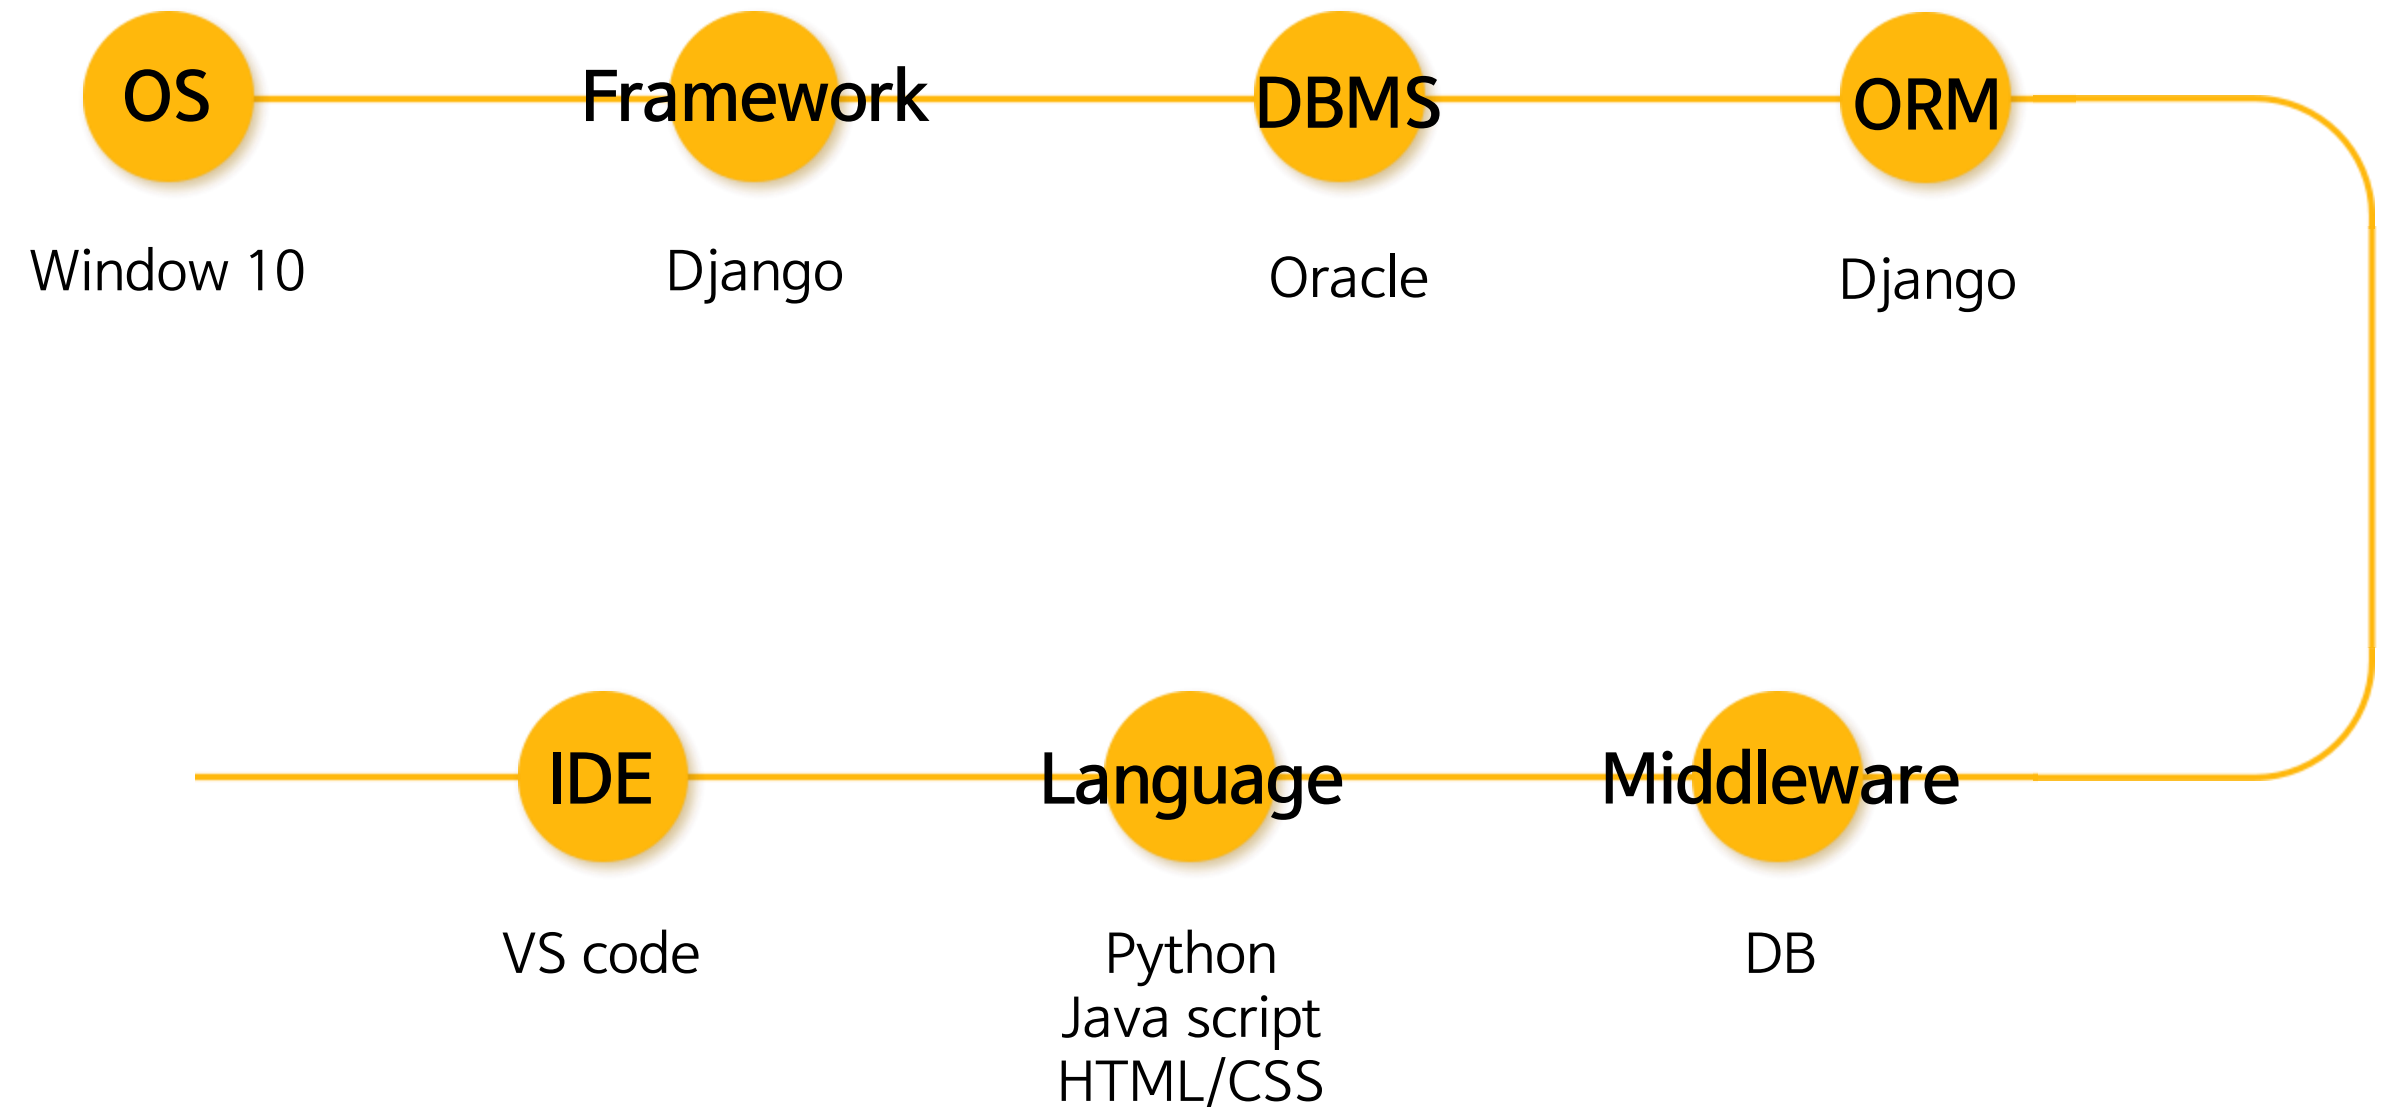 OS
Framework
DBMS
ORM
Window 10
Django
Oracle
Django
IDE
Language
Middleware
VS code
Python
DB
Java script
HTML/CSS